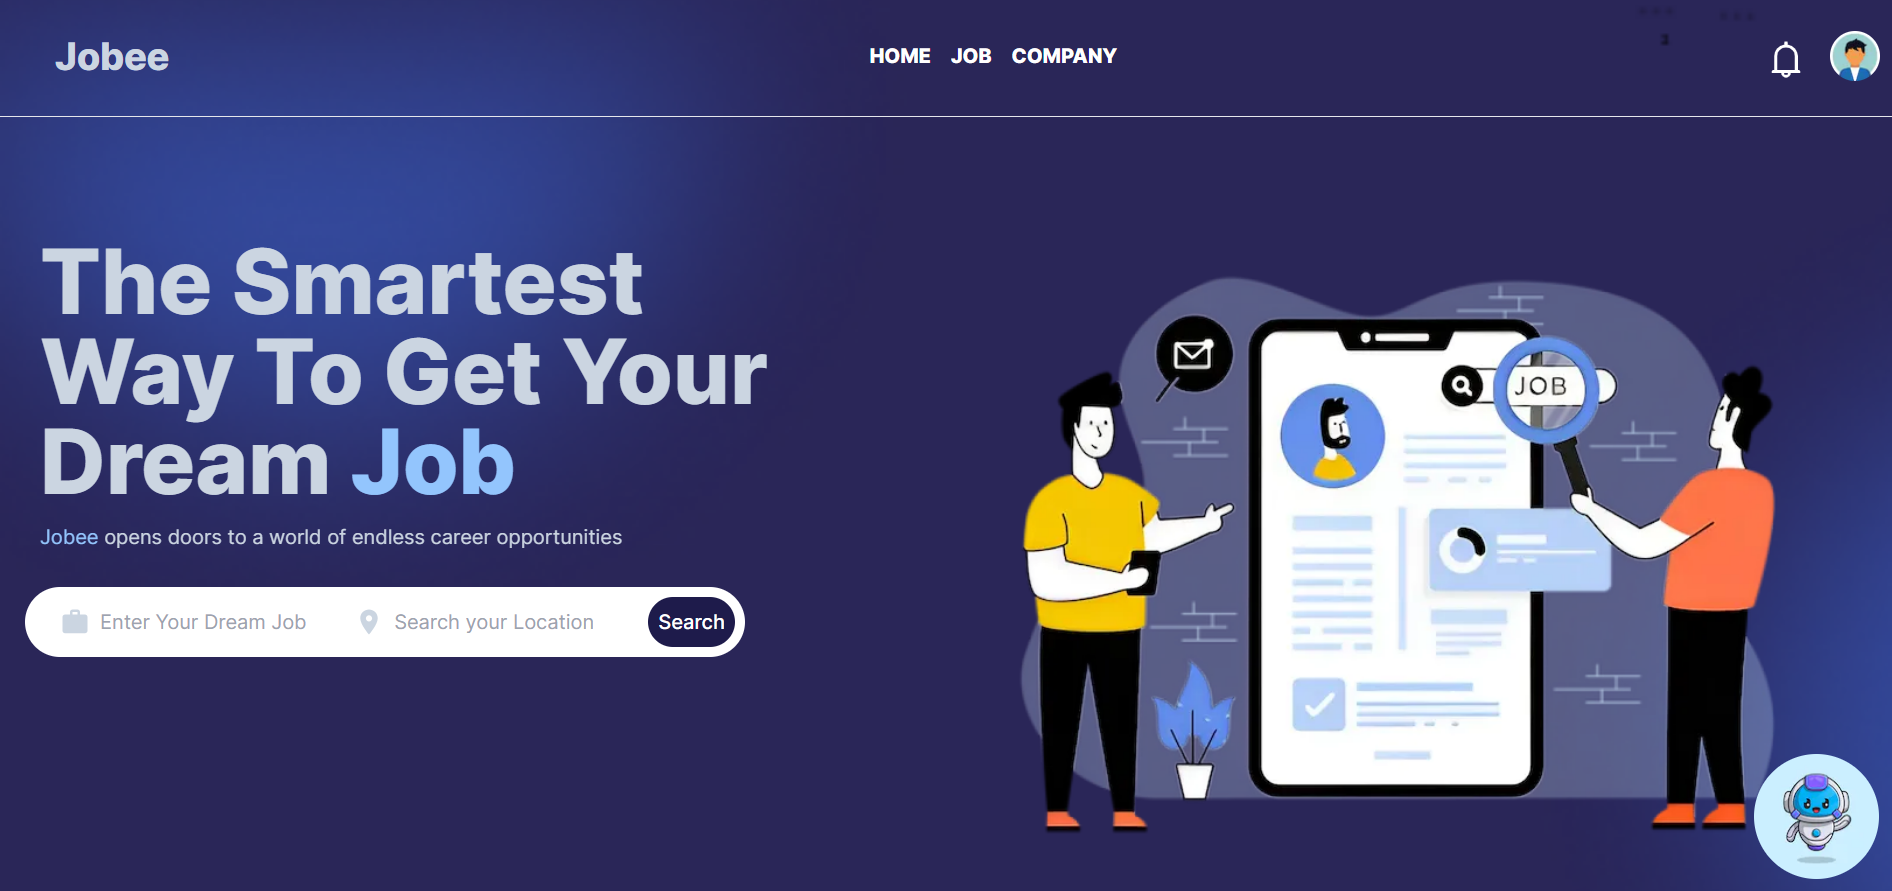 Jobee
HOME JOB COMPANY
The Smartest
Way To Get Your
Dream Job
Jobee opens doors to a world of endless career opportunities
Enter Your Dream Job
Search your Location
Search
JOB